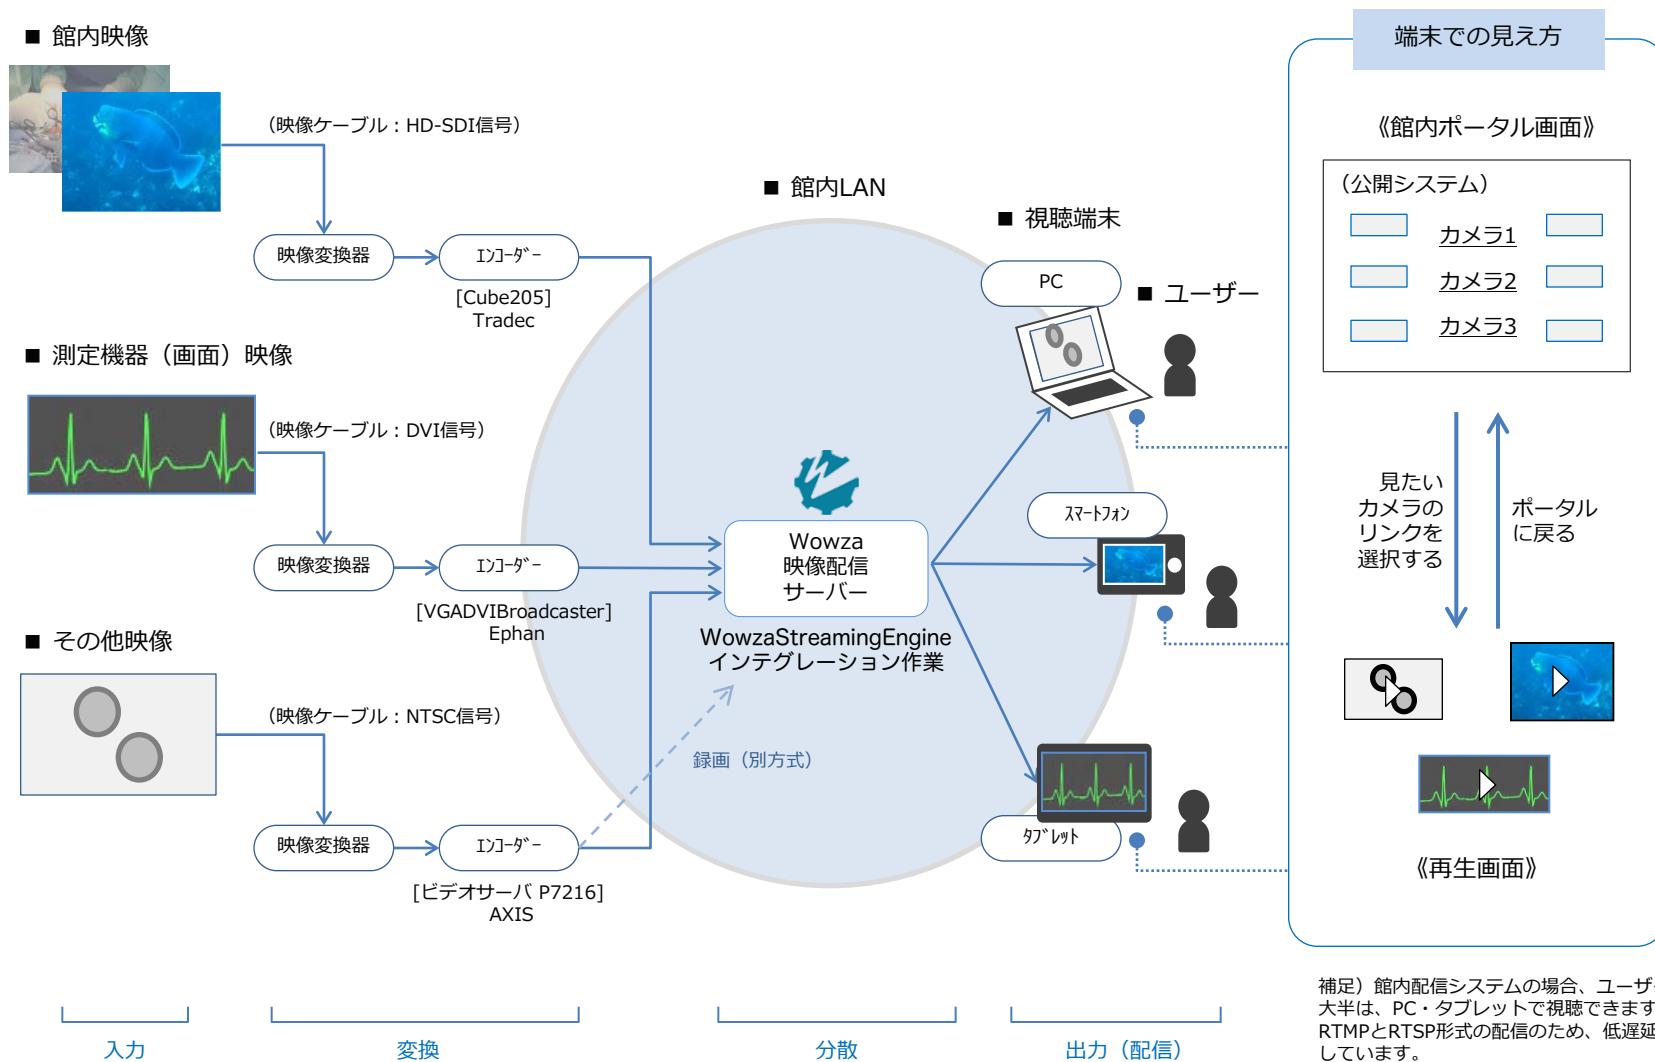 ■ 館内映像
（映像ケーブル：HD-SDI信号）
映像変換器
ｴﾝｺｰﾀﾞｰ
[Cube205]
Tradec
■ 測定機器（画面）映像
（映像ケーブル：DVI信号）
映像変換器
ｴﾝｺｰﾀﾞｰ
[VGADVIBroadcaster]
Ephan
■ その他映像
（映像ケーブル：NTSC信号）
映像変換器
ｴﾝｺｰﾀﾞｰ
[ビデオサーバ P7216]
AXIS
■ 館内LAN
Wowza
映像配信
サーバー
WowzaStreamingEngine
インテグレーション作業
録画（別方式）
■ 視聴端末
PC
■ ユーザー
ｽﾏｰﾄﾌｫﾝ
ﾀﾌﾞﾚｯﾄ
端末での見え方
《館内ポータル画面》
（公開システム）
カメラ1
カメラ2
カメラ3
見たい
カメラの
リンクを
選択する
ポータル
に戻る
《再生画面》
補足）館内配信システムの場合、ユーザ
大半は、PC・タブレットで視聴できます
RTMPとRTSP形式の配信のため、低遅延
しています。
入力
変換
分散
出力（配信）